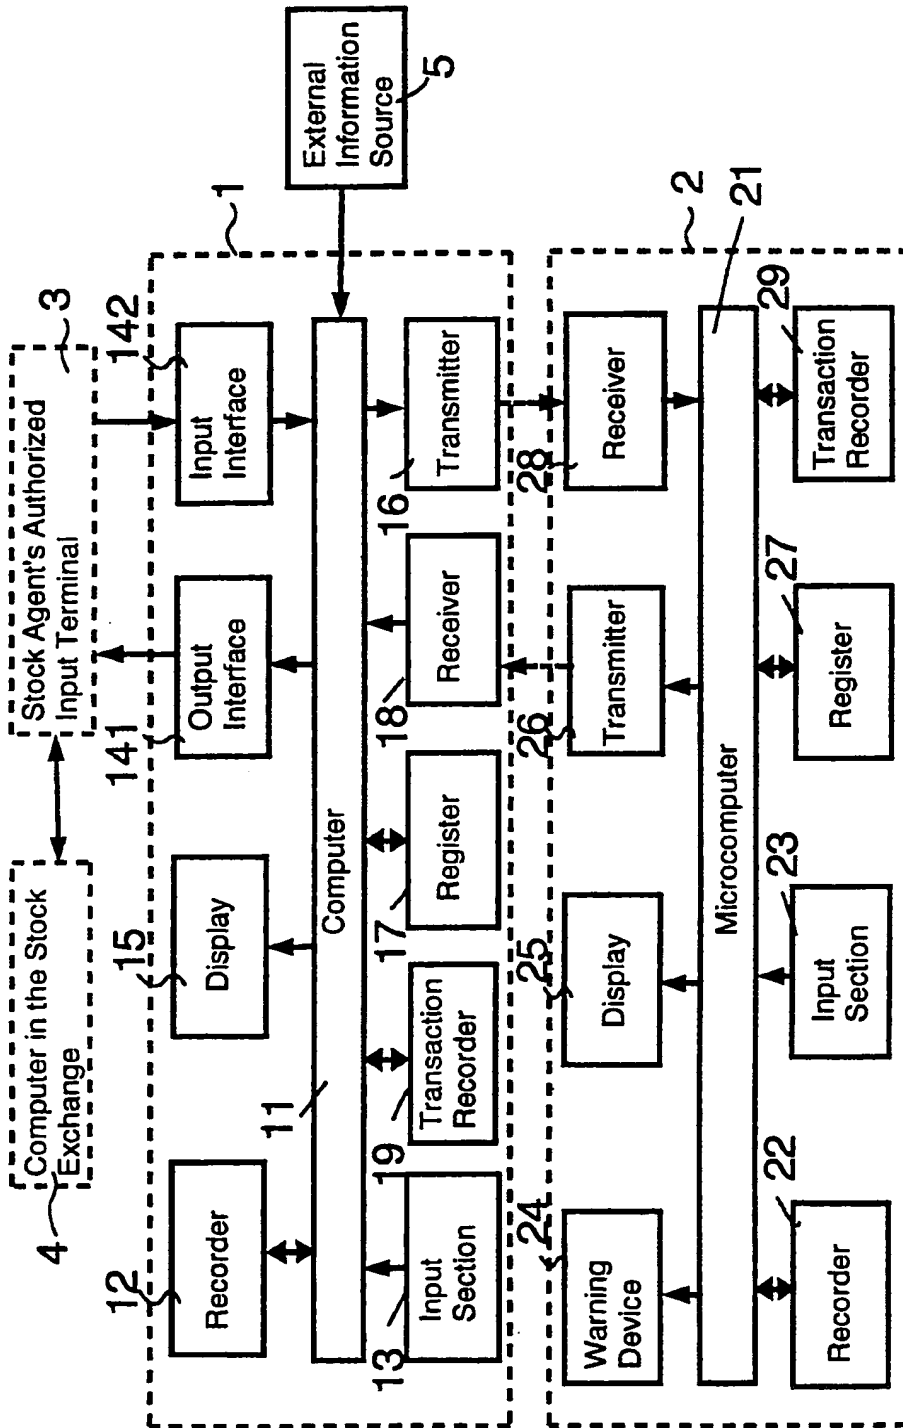 4
Computer in the Stock
Exchange
3
Stock Agent's Authorized
Input Terminal
1
12
Recorder
15
Display
141
Output
Interface
142
Input
Interface
11
Computer
External
Information
Source
5
13
Input
Section
19
Transaction
Recorder
17
Register
18
Receiver
16
Transmitter
2
24
Warning
Device
25
Display
26
Transmitter
28
Receiver
Microcomputer
21
22
Recorder
23
Input
Section
27
Register
29
Transaction
Recorder